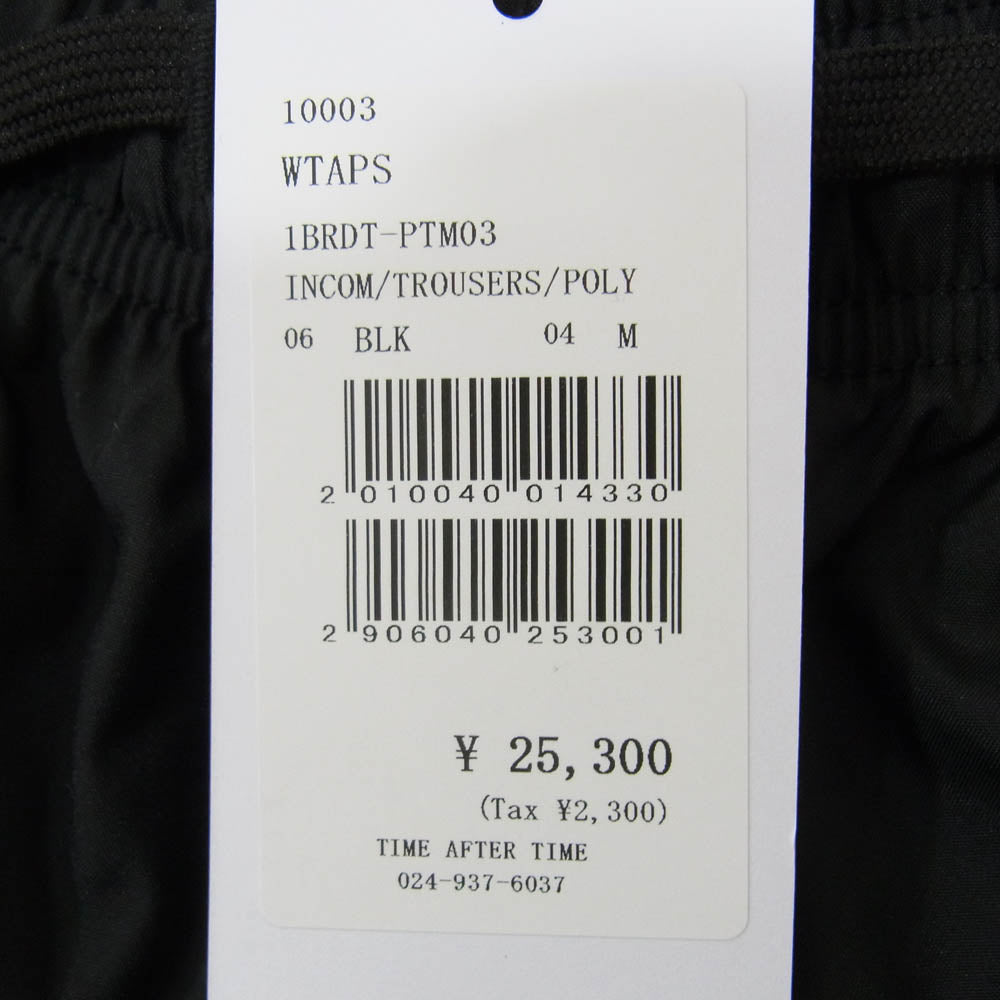 10003
WTAPS
1BRDT-PTM03
INCOM/TROUSERS/POLY
06 BLK 04 M
2 010040 014330
2 906040 253001
¥ 25,300
(Tax ¥2,300)
TIME AFTER TIME
024-937-6037